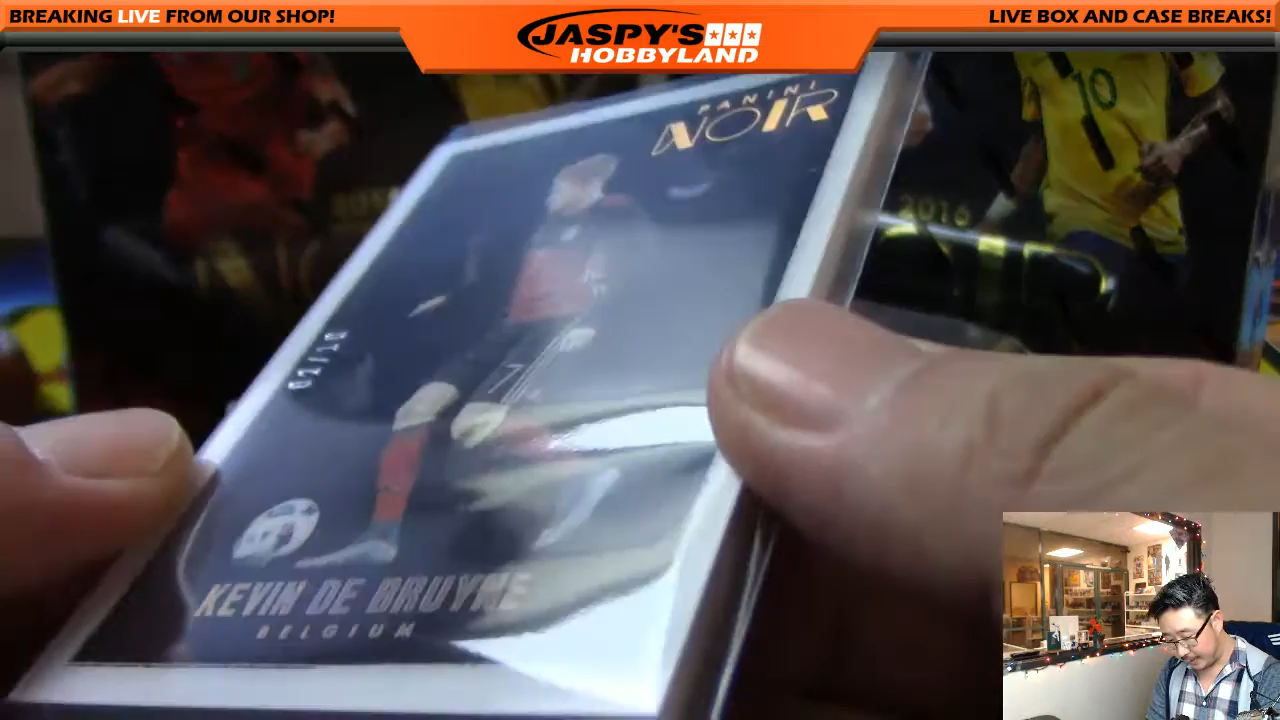 BREAKING LIVE FROM OUR SHOP!
JASPY'S
HOBBYLAND
LIVE BOX AND CASE BREAKS!
PANINI
NOIR
10
2016
7
KEVIN DE BRUYNE
BELGIUM